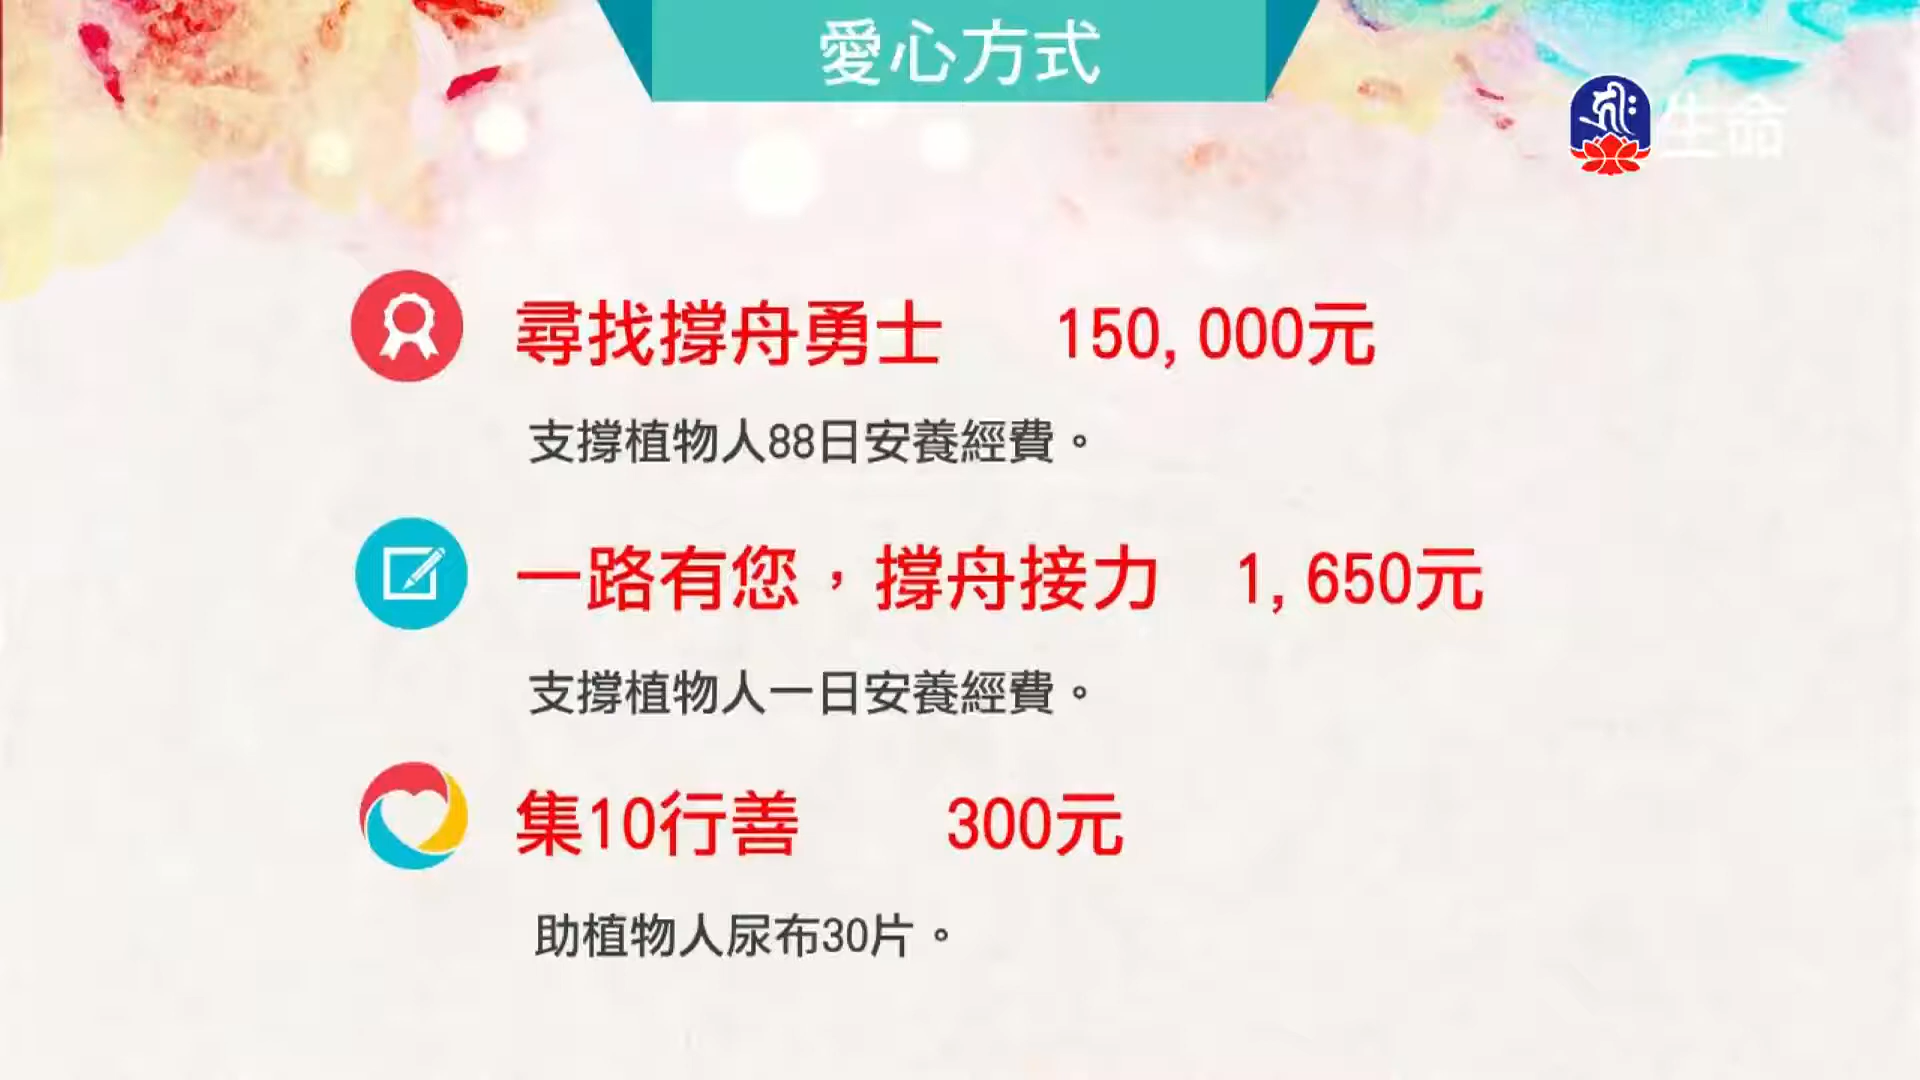 愛心方式
生命
尋找撐舟勇士 150,000元
支撐植物人88日安養經費。
一路有您，撐舟接力 1,650元
支撐植物人一日安養經費。
集10行善 300元
助植物人尿布30片。